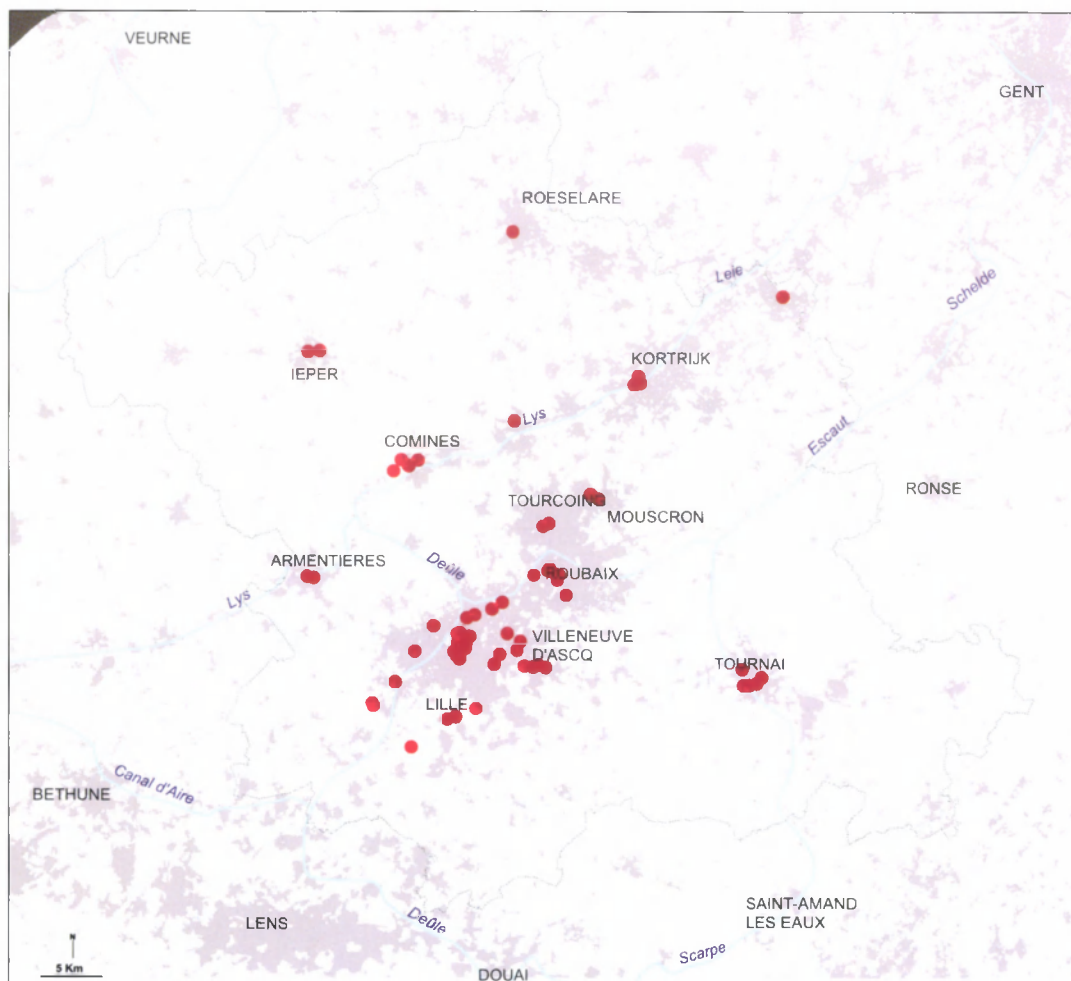 VEURNE
GENT
ROESELARE
Leie
Schelde
KORTRIJK
IEPER
Lys
Escaut
COMINES
RONSE
TOURCOING
MOUSCRON
ARMENTIERES
Deûle
ROUBAIX
Lys
VILLENEUVE
D'ASCQ
TOURNAI
LILLE
Canal d'Aire
BETHUNE
SAINT-AMAND
LES EAUX
LENS
Deûle
Scarpe
N
5 Km
DOUAI